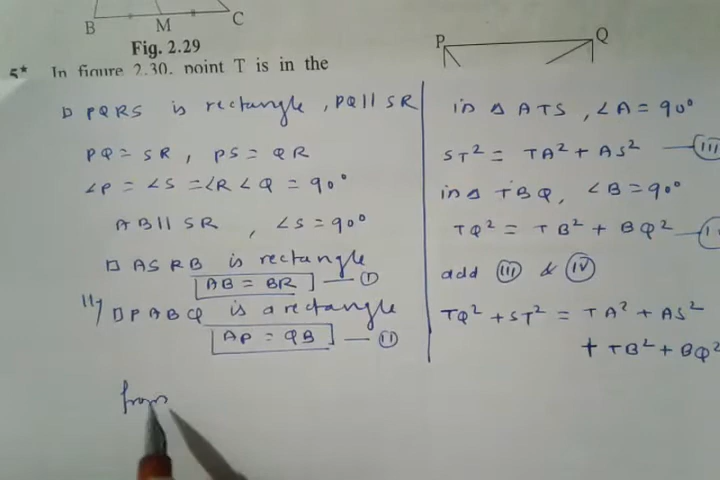 B M C
Fig. 2.29
P Q
5* In figure 2.30, point T is in the
□ PQRS is rectangle, PQ || SR
PQ = SR , PS = QR
∠P = ∠S = ∠R ∠Q = 90°
AB || SR , ∠S = 90°
□ ASRB is rectangle
AB = BR — I
||ly □ PABQ is a rectangle
AP = QB — II
from
in Δ ATS , ∠A = 90°
ST² = TA² + AS² — III
in Δ TBQ, ∠B = 90°
TQ² = TB² + BQ² —
add III & IV
TQ² + ST² = TA² + AS²
+ TB² + BQ²